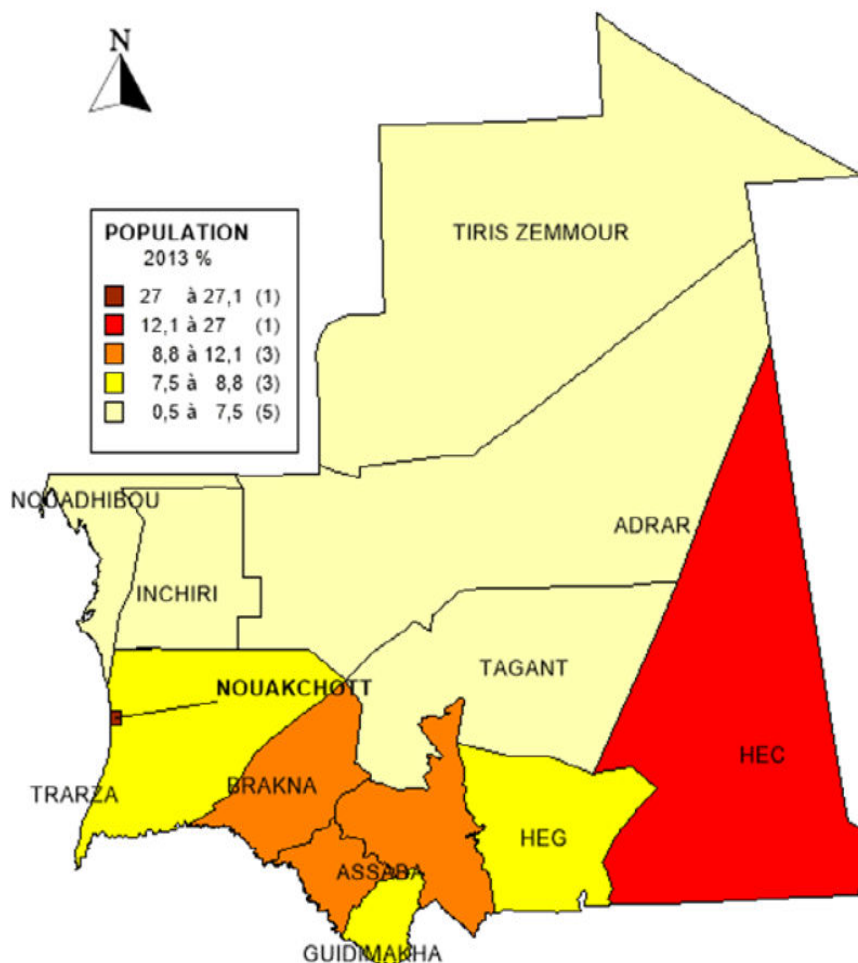 N
POPULATION
2013 %
27 à 27,1 (1)
12,1 à 27 (1)
8,8 à 12,1 (3)
7,5 à 8,8 (3)
0,5 à 7,5 (5)
TIRIS ZEMMOUR
NOUADHIBOU
ADRAR
INCHIRI
TAGANT
NOUAKCHOTT
HEC
TRARZA
BRAKNA
HEG
ASSABA
GUIDIMAKHA